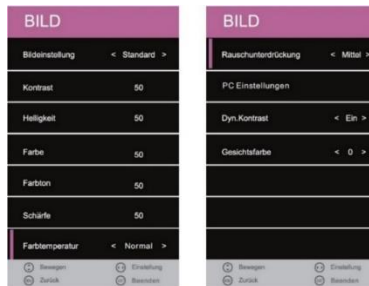 BILD
Bildeinstellung < Standard >
Kontrast 50
Helligkeit 50
Farbe 50
Farbton 50
Schärfe 50
Farbtemperatur < Normal >
Bewegen Einstellung
Zurück Beenden
BILD
Rauschunterdrückung < Mittel >
PC Einstellungen
Dyn.Kontrast < Ein >
Gesichtsfarbe < 0 >
Bewegen Einstellung
Zurück Beenden